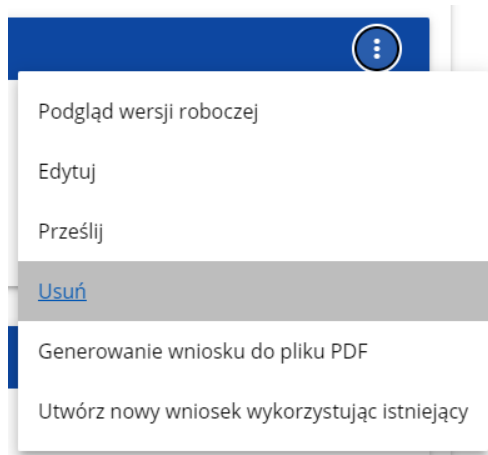 Podgląd wersji roboczej
Edytuj
Prześlij
Usuń
Generowanie wniosku do pliku PDF
Utwórz nowy wniosek wykorzystując istniejący